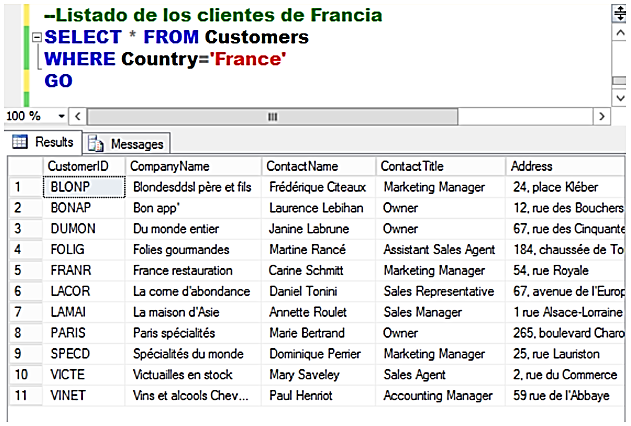 --Listado de los clientes de Francia
SELECT * FROM Customers
WHERE Country='France'
GO
100 %
Results Messages
CustomerID CompanyName ContactName ContactTitle Address
1 BLONP Blondesddsl père et fils Frédérique Citeaux Marketing Manager 24, place Kléber
2 BONAP Bon app' Laurence Lebihan Owner 12, rue des Bouchers
3 DUMON Du monde entier Janine Labrune Owner 67, rue des Cinquante
4 FOLIG Folies gourmandes Martine Rancé Assistant Sales Agent 184, chaussée de To
5 FRANR France restauration Carine Schmitt Marketing Manager 54, rue Royale
6 LACOR La corne d'abondance Daniel Tonini Sales Representative 67, avenue de l'Europ
7 LAMAI La maison d'Asie Annette Roulet Sales Manager 1 rue Alsace-Lorraine
8 PARIS Paris spécialités Marie Bertrand Owner 265, boulevard Charo
9 SPECD Spécialités du monde Dominique Perrier Marketing Manager 25, rue Lauriston
10 VICTE Victuailles en stock Mary Saveley Sales Agent 2, rue du Commerce
11 VINET Vins et alcools Chev... Paul Henriot Accounting Manager 59 rue de l'Abbaye